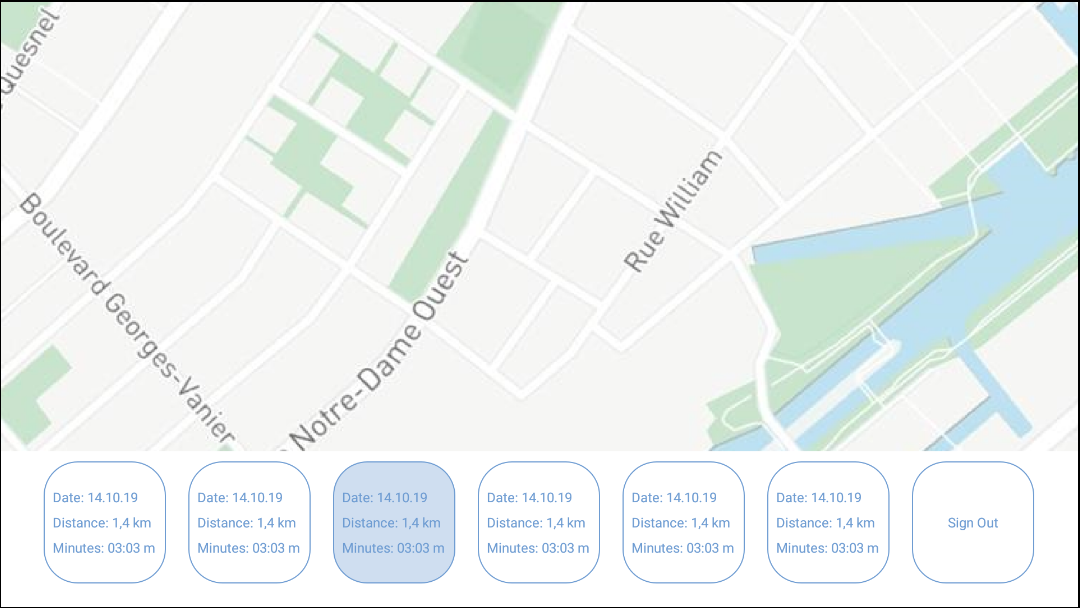 Quesnel
Boulevard Georges-Vanier
Notre-Dame Ouest
Rue William
Date: 14.10.19
Distance: 1,4 km
Minutes: 03:03 m
Date: 14.10.19
Distance: 1,4 km
Minutes: 03:03 m
Date: 14.10.19
Distance: 1,4 km
Minutes: 03:03 m
Date: 14.10.19
Distance: 1,4 km
Minutes: 03:03 m
Date: 14.10.19
Distance: 1,4 km
Minutes: 03:03 m
Date: 14.10.19
Distance: 1,4 km
Minutes: 03:03 m
Sign Out